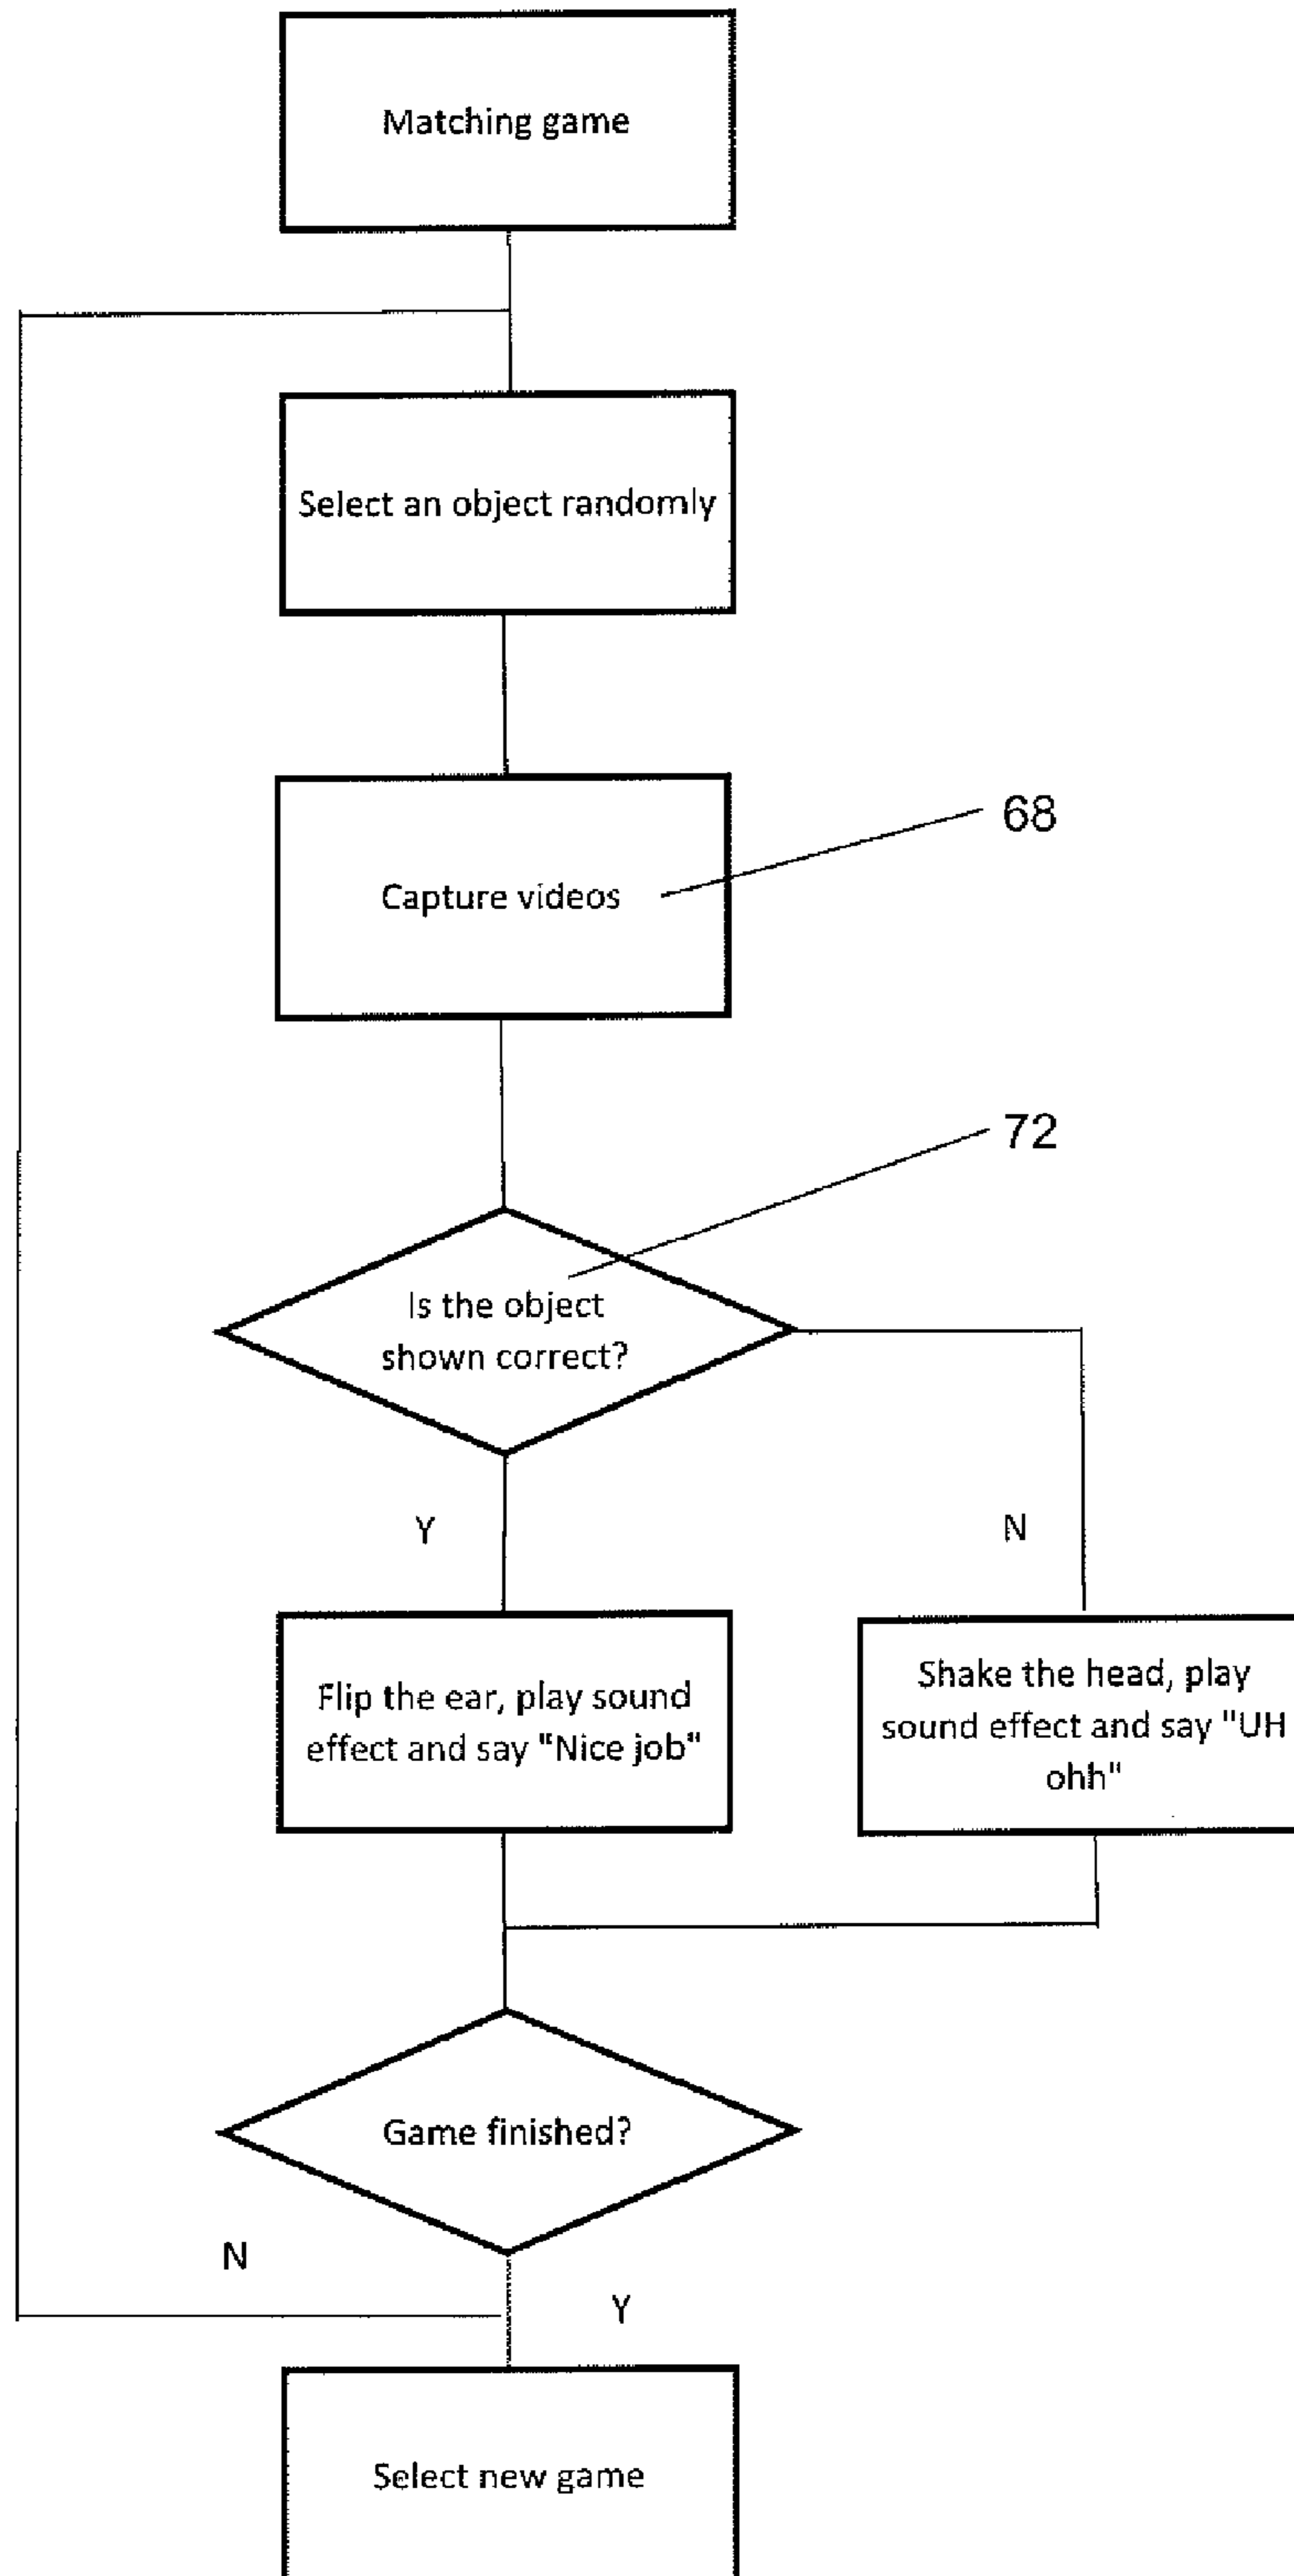 Matching game
Select an object randomly
68
Capture videos
72
Is the object
shown correct?
Y
N
Flip the ear, play sound
effect and say "Nice job"
Shake the head, play
sound effect and say "UH
ohh"
Game finished?
N
Y
Select new game